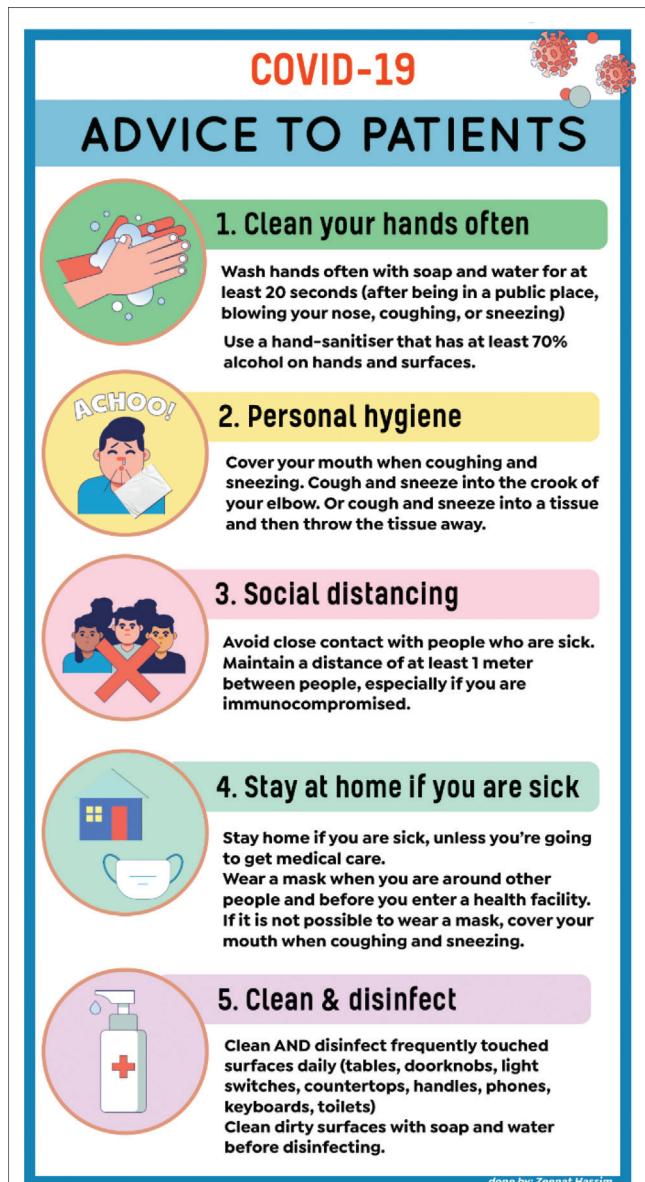 COVID-19
ADVICE TO PATIENTS
1. Clean your hands often
Wash hands often with soap and water for at
least 20 seconds (after being in a public place,
blowing your nose, coughing, or sneezing)
Use a hand-sanitiser that has at least 70%
alcohol on hands and surfaces.
ACHOO!
2. Personal hygiene
Cover your mouth when coughing and
sneezing. Cough and sneeze into the crook of
your elbow. Or cough and sneeze into a tissue
and then throw the tissue away.
3. Social distancing
Avoid close contact with people who are sick.
Maintain a distance of at least 1 meter
between people, especially if you are
immunocompromised.
4. Stay at home if you are sick
Stay home if you are sick, unless you’re going
to get medical care.
Wear a mask when you are around other
people and before you enter a health facility.
If it is not possible to wear a mask, cover your
mouth when coughing and sneezing.
5. Clean & disinfect
Clean AND disinfect frequently touched
surfaces daily (tables, doorknobs, light
switches, countertops, handles, phones,
keyboards, toilets)
Clean dirty surfaces with soap and water
before disinfecting.
done by: Zeenat Hassim